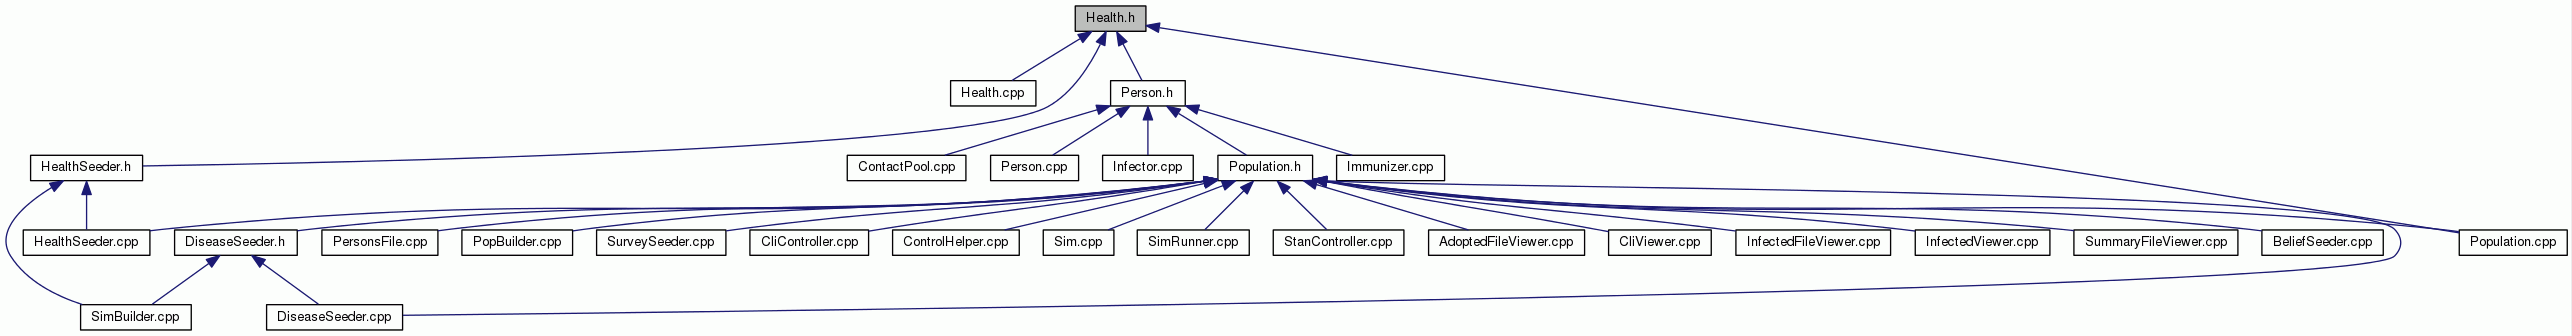 Health.h
Health.cpp
Person.h
HealthSeeder.h
ContactPool.cpp
Person.cpp
Infector.cpp
Population.h
Immunizer.cpp
HealthSeeder.cpp
DiseaseSeeder.h
PersonsFile.cpp
PopBuilder.cpp
SurveySeeder.cpp
CliController.cpp
ControlHelper.cpp
Sim.cpp
SimRunner.cpp
StanController.cpp
AdoptedFileViewer.cpp
CliViewer.cpp
InfectedFileViewer.cpp
InfectedViewer.cpp
SummaryFileViewer.cpp
BeliefSeeder.cpp
Population.cpp
SimBuilder.cpp
DiseaseSeeder.cpp